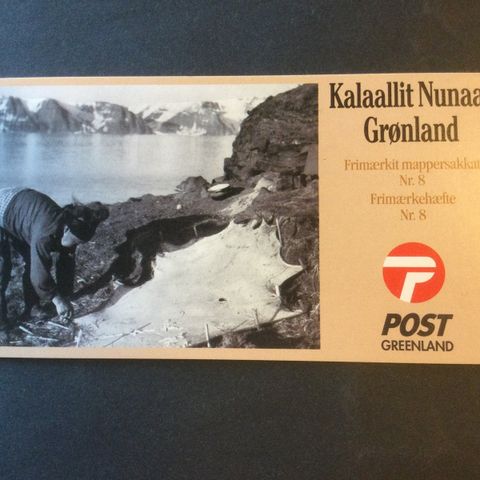 Kalaallit Nunaa
Grønland
Frimærkit mappersakkat
Nr. 8
Frimærkehæfte
Nr. 8
POST
GREENLAND